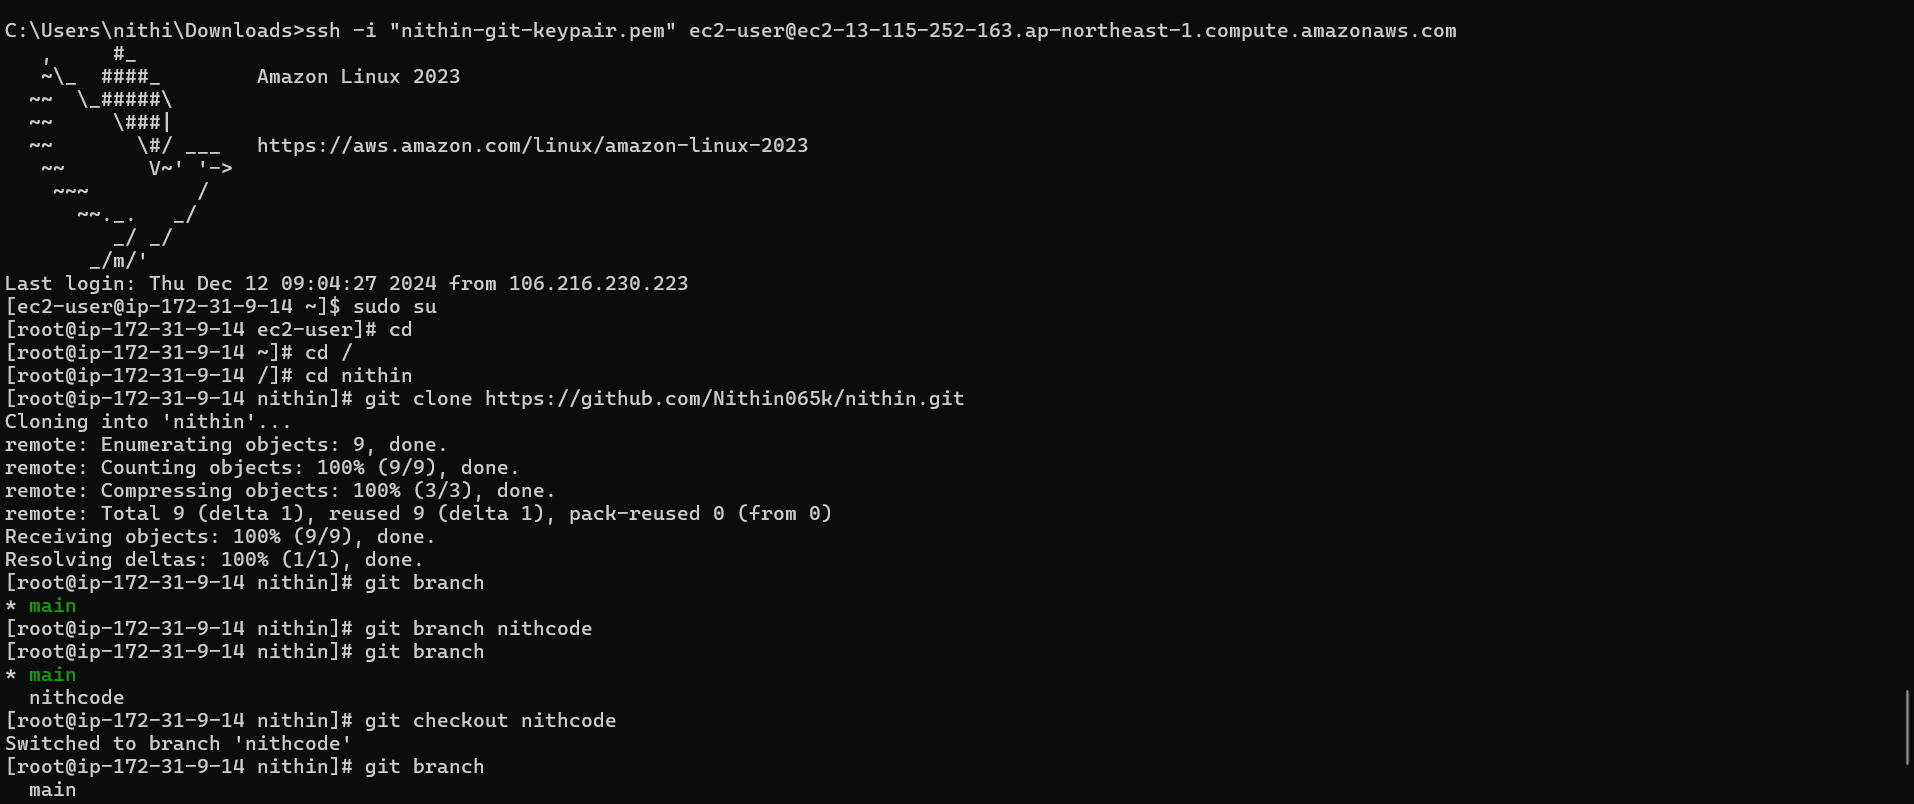 C:\Users\nithi\Downloads>ssh -i "nithin-git-keypair.pem" ec2-user@ec2-13-115-252-163.ap-northeast-1.compute.amazonaws.com
   ,     #_
   ~\_  ####_        Amazon Linux 2023
  ~~  \_#####\
  ~~     \###|
  ~~       \#/ ___   https://aws.amazon.com/linux/amazon-linux-2023
   ~~       V~' '->
    ~~~         /
      ~~._.   _/
         _/ _/
       _/m/'
Last login: Thu Dec 12 09:04:27 2024 from 106.216.230.223
[ec2-user@ip-172-31-9-14 ~]$ sudo su
[root@ip-172-31-9-14 ec2-user]# cd
[root@ip-172-31-9-14 ~]# cd /
[root@ip-172-31-9-14 /]# cd nithin
[root@ip-172-31-9-14 nithin]# git clone https://github.com/Nithin065k/nithin.git
Cloning into 'nithin'...
remote: Enumerating objects: 9, done.
remote: Counting objects: 100% (9/9), done.
remote: Compressing objects: 100% (3/3), done.
remote: Total 9 (delta 1), reused 9 (delta 1), pack-reused 0 (from 0)
Receiving objects: 100% (9/9), done.
Resolving deltas: 100% (1/1), done.
[root@ip-172-31-9-14 nithin]# git branch
* main
[root@ip-172-31-9-14 nithin]# git branch nithcode
[root@ip-172-31-9-14 nithin]# git branch
* main
  nithcode
[root@ip-172-31-9-14 nithin]# git checkout nithcode
Switched to branch 'nithcode'
[root@ip-172-31-9-14 nithin]# git branch
  main